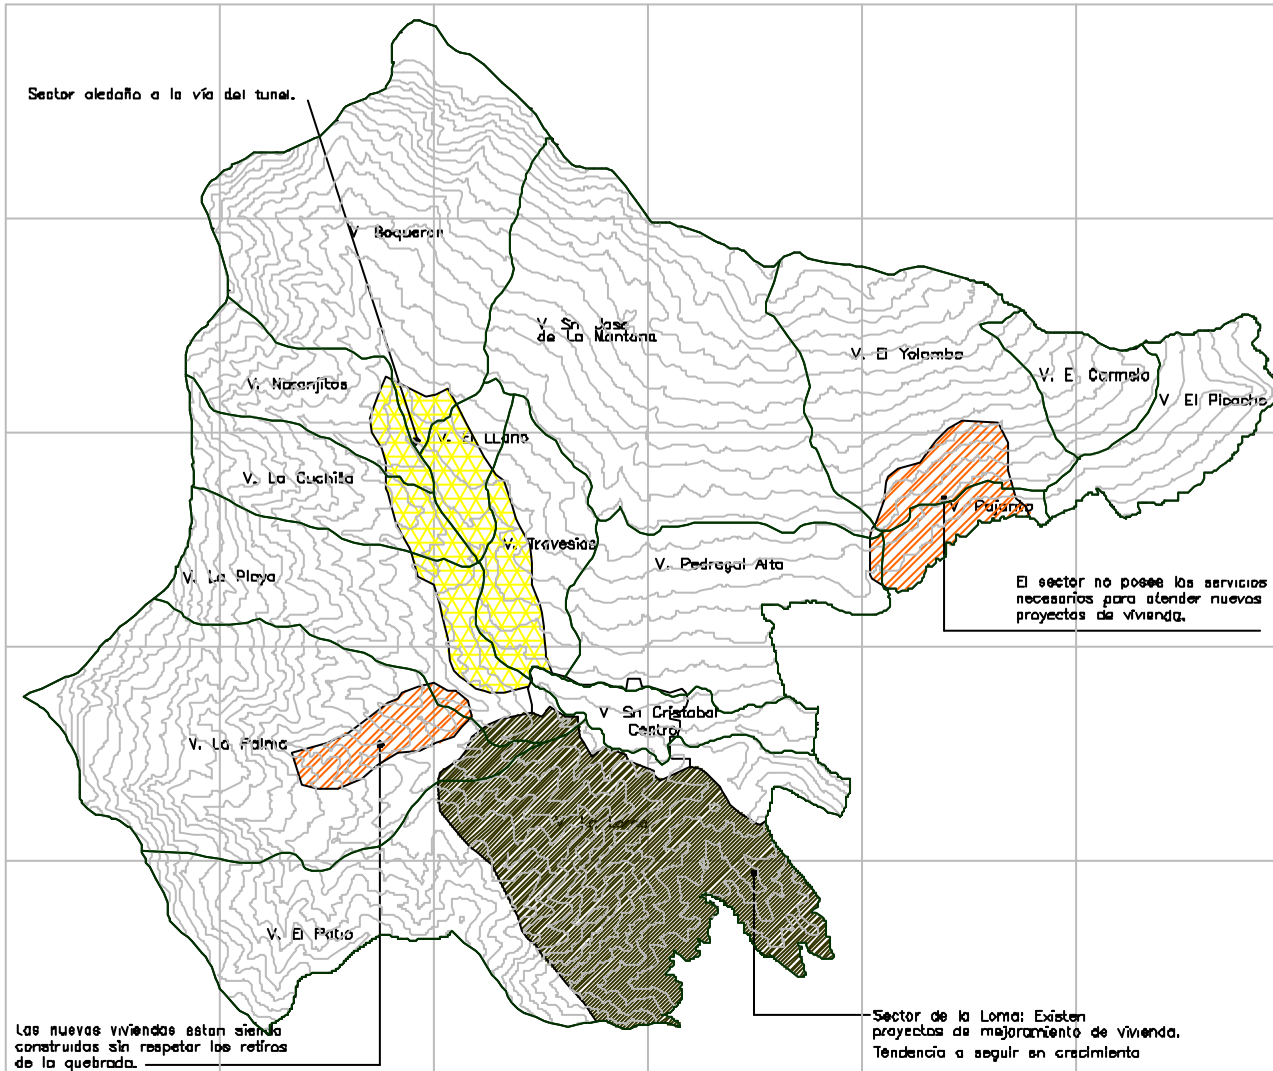 Sector aledaño a la vía del tunel.
V. Boqueron
V. Sn Jose
de La Montana
V. El Yolombo
V. El Carmelo
V. El Picacho
V. Naranjitos
V. El LLano
V. La Cuchilla
V. Pajarito
V. Travesias
V. Pedregal Alto
V. La Playa
El sector no posee los servicios
necesarios para atender nuevos
proyectos de vivienda.
V. Sn Cristobal
Centro
V. La Palma
V. La Loma
V. El Patio
Las nuevas viviendas estan siendo
construidas sin respetar los retiros
de la quebrada.
Sector de la Loma: Existen
proyectos de mejoramiento de vivienda.
Tendencia a seguir en crecimiento